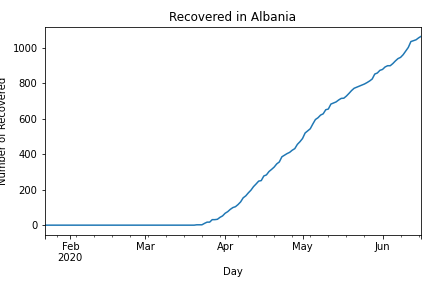 Recovered in Albania
Number of Recovered
1000
800
600
400
200
0
Feb
2020
Mar
Apr
May
Jun
Day